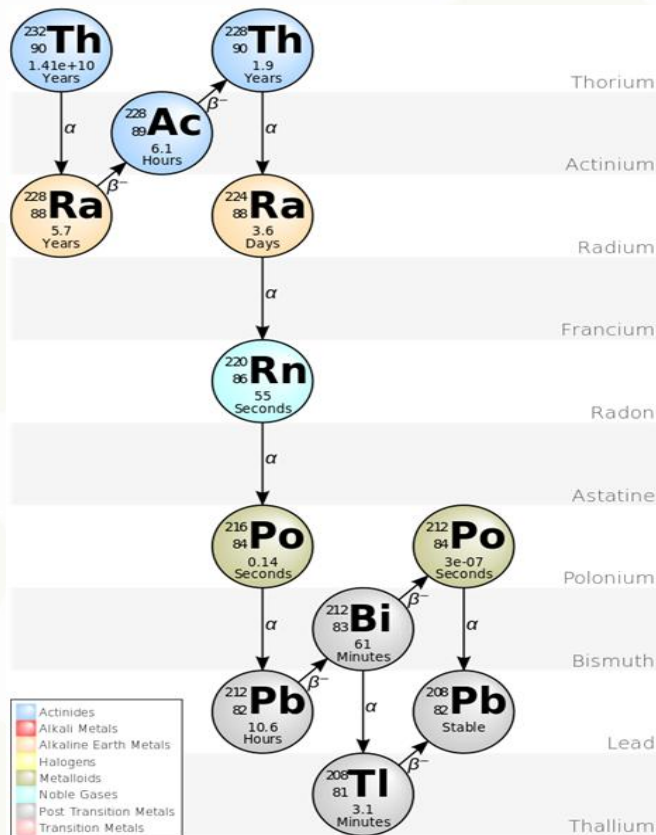 232
90
Th
1.41e+10
Years
228
90
Th
1.9
Years
Thorium
α
β⁻
228
89
Ac
6.1
Hours
β⁻
α
Actinium
228
88
Ra
5.7
Years
224
88
Ra
3.6
Days
Radium
α
Francium
220
86
Rn
55
Seconds
Radon
α
Astatine
216
84
Po
0.14
Seconds
212
84
Po
3e-07
Seconds
Polonium
α
β⁻
212
83
Bi
61
Minutes
β⁻
α
Bismuth
212
82
Pb
10.6
Hours
α
208
82
Pb
Stable
Lead
β⁻
208
81
Tl
3.1
Minutes
Thallium
Actinides
Alkali Metals
Alkaline Earth Metals
Halogens
Metalloids
Noble Gases
Post Transition Metals
Transition Metals